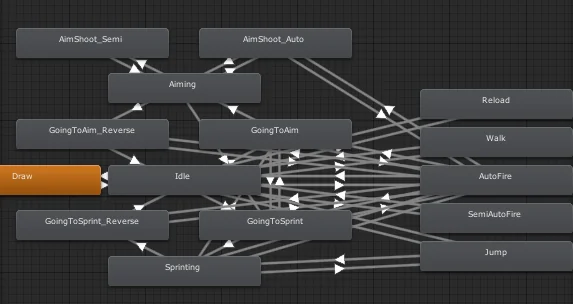 AimShoot_Semi
AimShoot_Auto
Aiming
Reload
GoingToAim_Reverse
GoingToAim
Walk
Draw
Idle
AutoFire
GoingToSprint_Reverse
GoingToSprint
SemiAutoFire
Jump
Sprinting